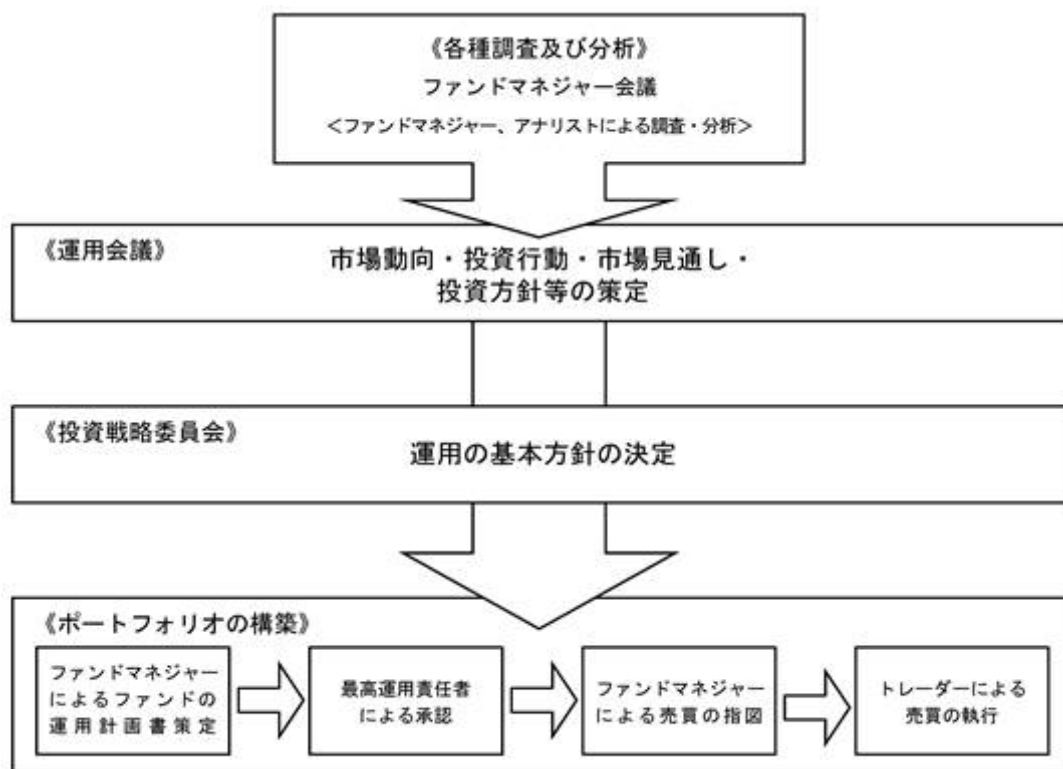 《各種調査及び分析》
ファンドマネジャー会議
＜ファンドマネジャー、アナリストによる調査・分析＞
《運用会議》
市場動向・投資行動・市場見通し・
投資方針等の策定
《投資戦略委員会》
運用の基本方針の決定
《ポートフォリオの構築》
ファンドマネジャー
によるファンドの
運用計画書策定
最高運用責任者
による承認
ファンドマネジャー
による売買の指図
トレーダーによる
売買の執行